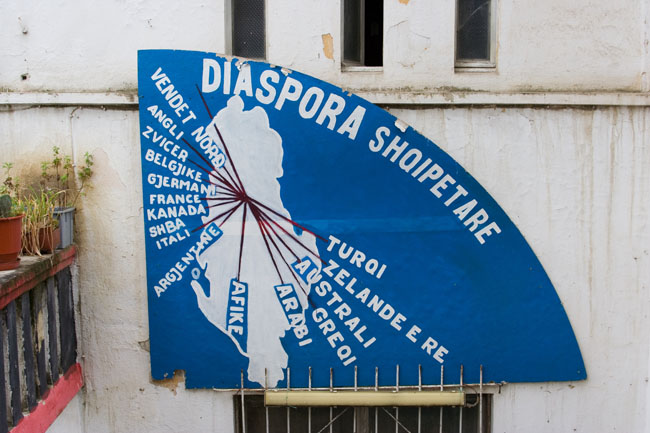 DIASPORA SHQIPETARE
VENDET NORD
ANGLI
ZVICER
BELGJIKE
GJERMANI
FRANCE
KANADA
SHBA
ITALI
ARGJENTINE
AFIKE
ARABI
GREQI
AUSTRALI
ZELANDE E RE
TURQI